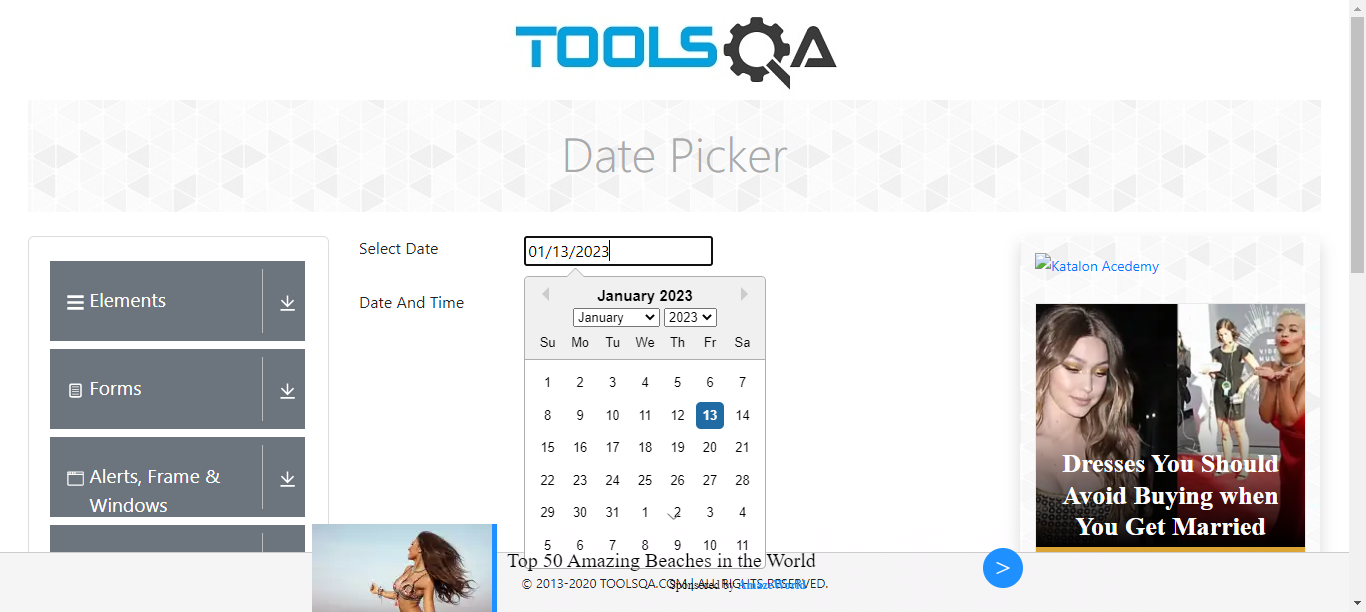 TOOLSQA
Date Picker
Select Date
01/13/2023
Date And Time
January 2023
January 2023
Su Mo Tu We Th Fr Sa
1 2 3 4 5 6 7
8 9 10 11 12 13 14
15 16 17 18 19 20 21
22 23 24 25 26 27 28
29 30 31 1 2 3 4
5 6 7 8 9 10 11
Elements
Forms
Alerts, Frame &
Windows
Katalon Acedemy
VIDE
MU
Dresses You Should
Avoid Buying when
You Get Married
Top 50 Amazing Beaches in the World
>
© 2013-2020 TOOLSQA.COM | ALL RIGHTS RESERVED.